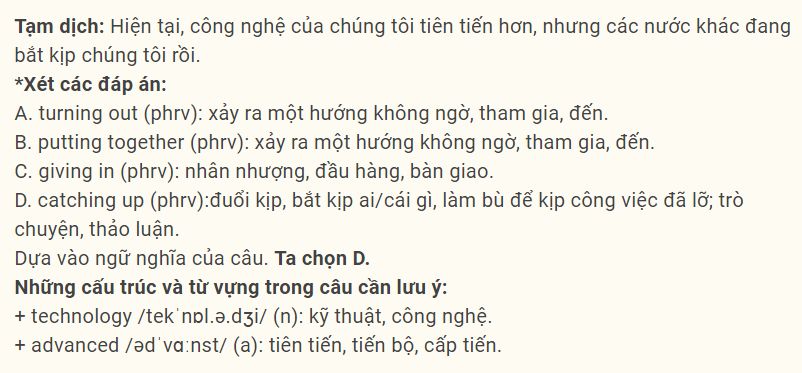 Tạm dịch: Hiện tại, công nghệ của chúng tôi tiên tiến hơn, nhưng các nước khác đang
bắt kịp chúng tôi rồi.
*Xét các đáp án:
A. turning out (phrv): xảy ra một hướng không ngờ, tham gia, đến.
B. putting together (phrv): xảy ra một hướng không ngờ, tham gia, đến.
C. giving in (phrv): nhân nhượng, đầu hàng, bàn giao.
D. catching up (phrv):đuổi kịp, bắt kịp ai/cái gì, làm bù để kịp công việc đã lỡ; trò
chuyện, thảo luận.
Dựa vào ngữ nghĩa của câu. Ta chọn D.
Những cấu trúc và từ vựng trong câu cần lưu ý:
+ technology /tekˈnɒl.ə.dʒi/ (n): kỹ thuật, công nghệ.
+ advanced /ədˈvɑːnst/ (a): tiên tiến, tiến bộ, cấp tiến.